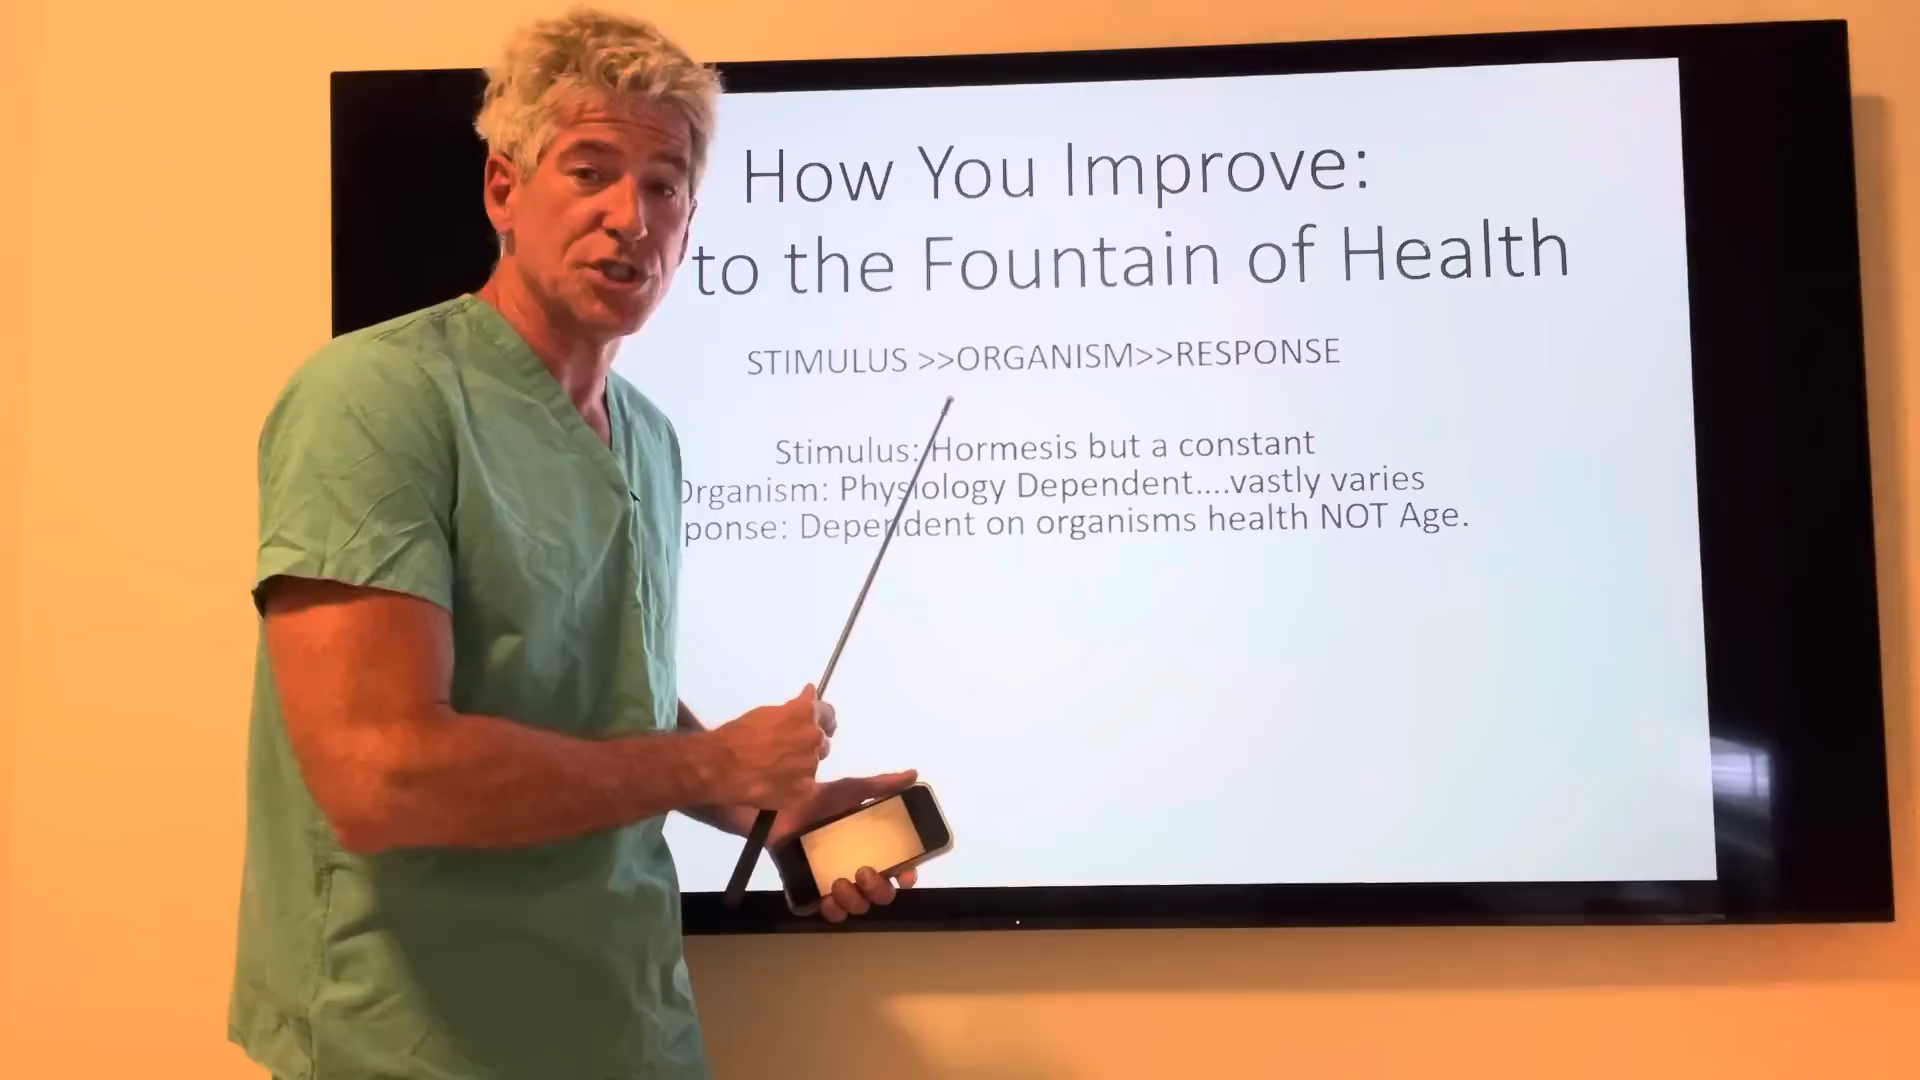 How You Improve:
to the Fountain of Health
STIMULUS >>ORGANISM>>RESPONSE
Stimulus: Hormesis but a constant
Organism: Physiology Dependent....vastly varies
ponse: Dependent on organisms health NOT Age.